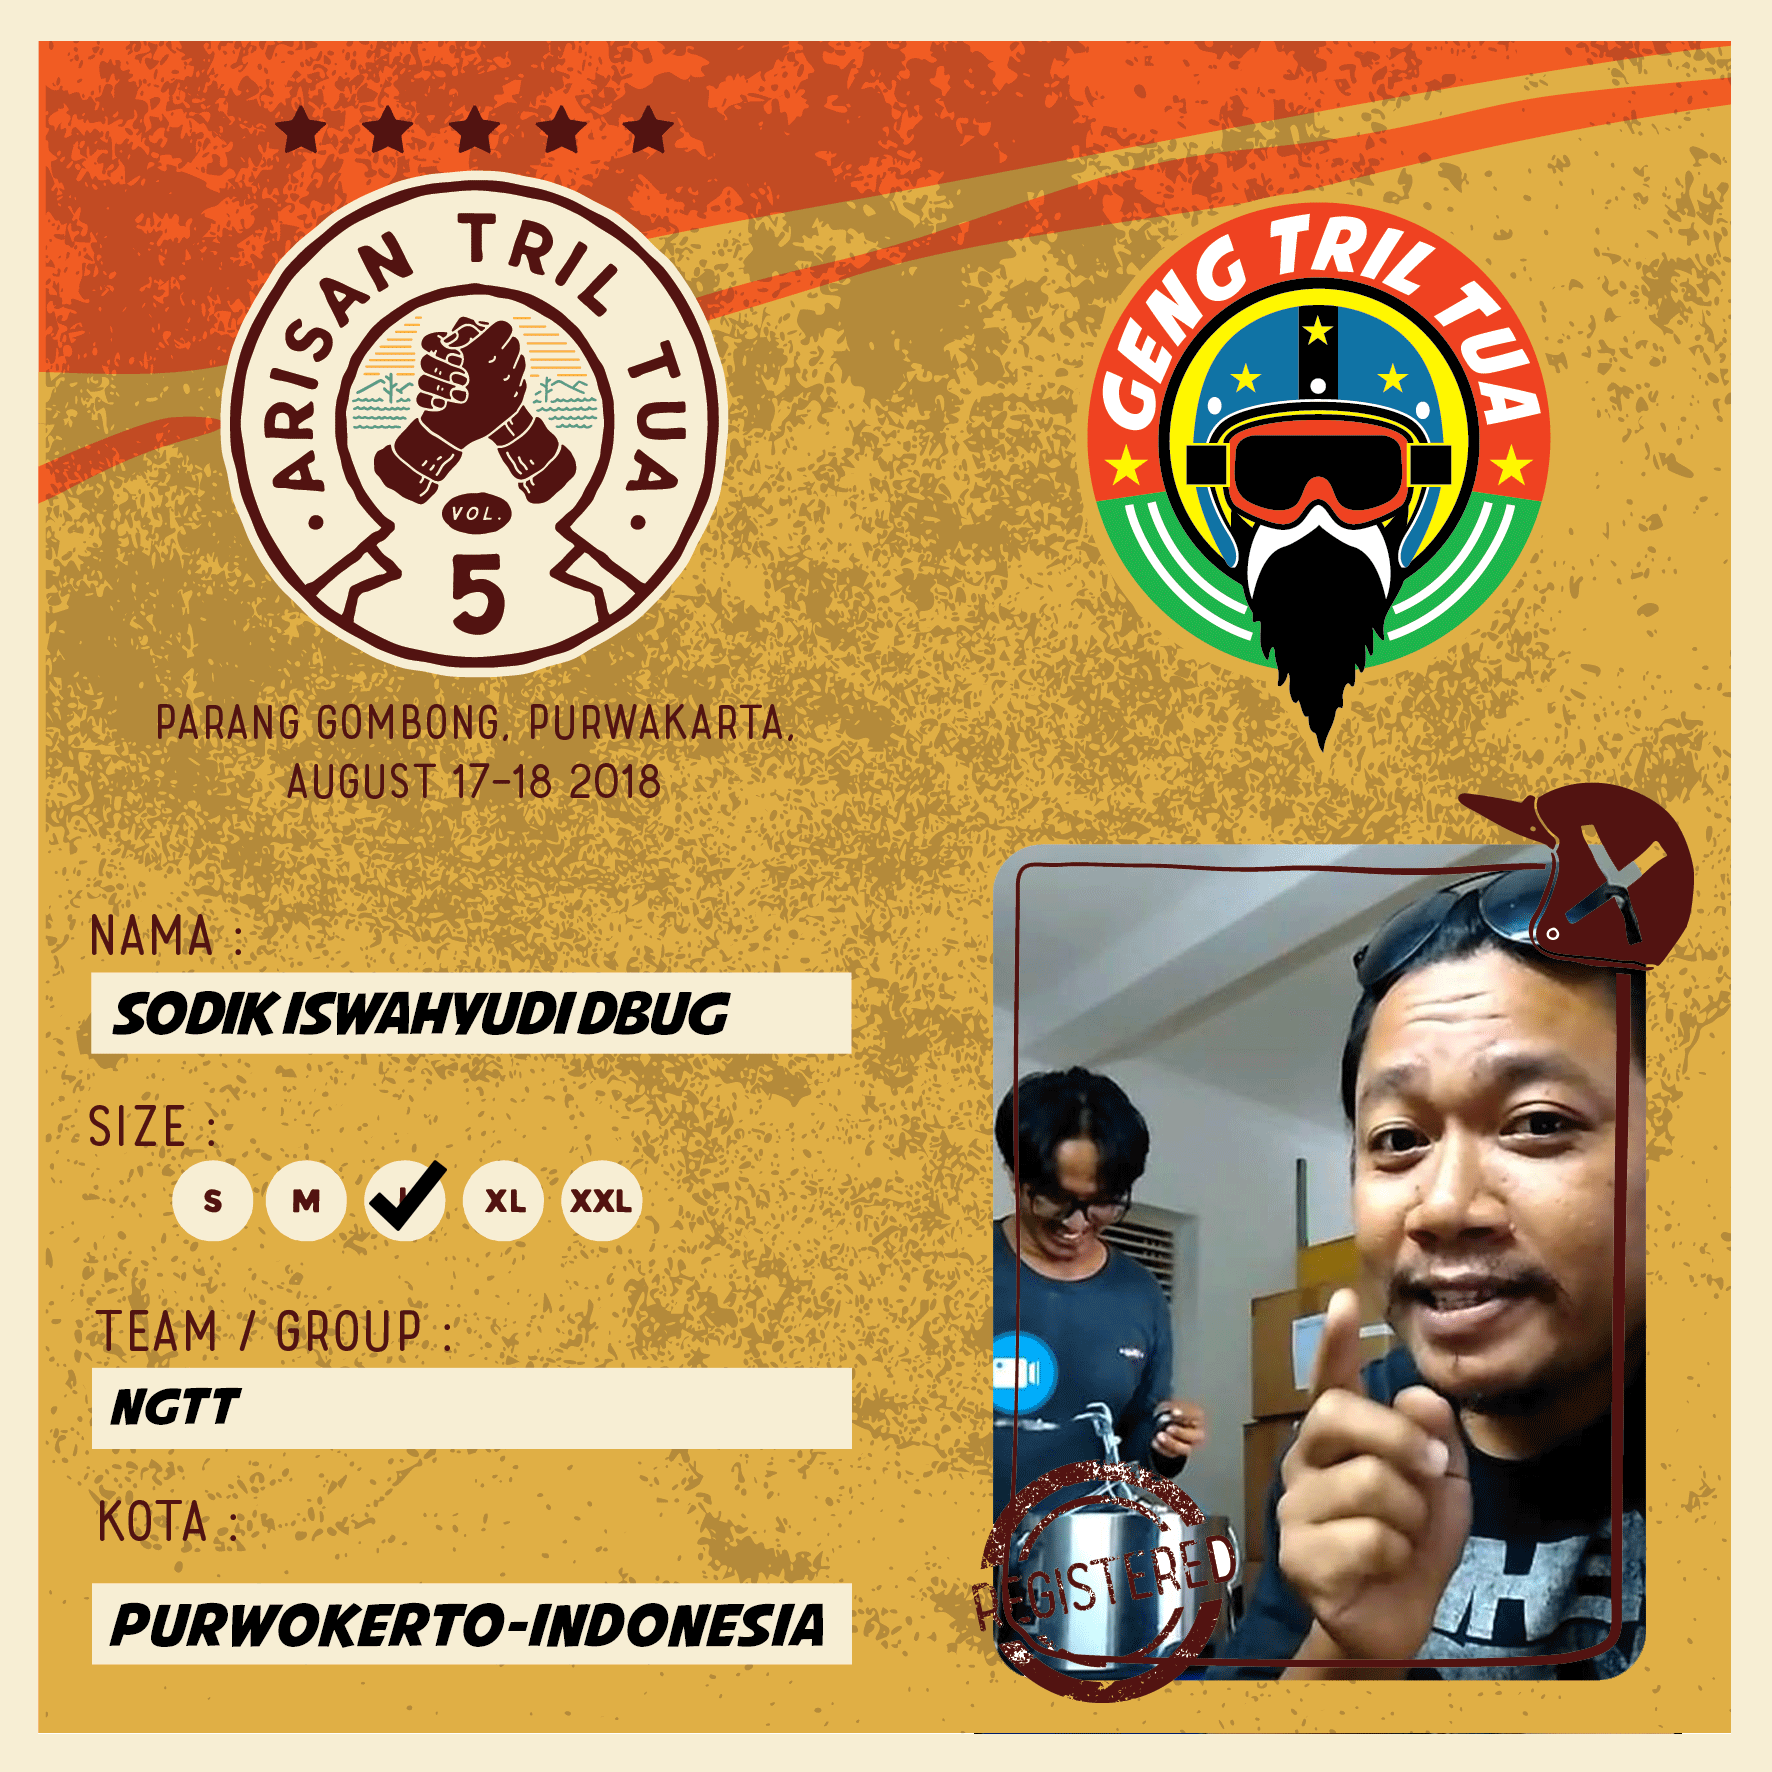 ARISAN TRIL TUA
VOL.
5
GENG TRIL TUA
PARANG GOMBONG, PURWAKARTA,
AUGUST 17-18 2018
NAMA :
SODIK ISWAHYUDI DBUG
SIZE :
S M L XL XXL
TEAM / GROUP :
NGTT
KOTA :
PURWOKERTO-INDONESIA
REGISTERED